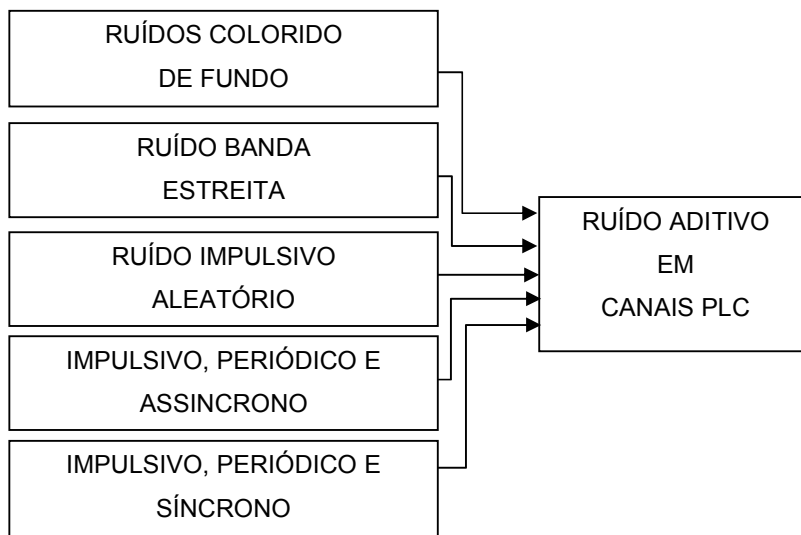 RUÍDOS COLORIDO
DE FUNDO
RUÍDO BANDA
ESTREITA
RUÍDO IMPULSIVO
ALEATÓRIO
IMPULSIVO, PERIÓDICO E
ASSINCRONO
IMPULSIVO, PERIÓDICO E
SÍNCRONO
RUÍDO ADITIVO
EM
CANAIS PLC